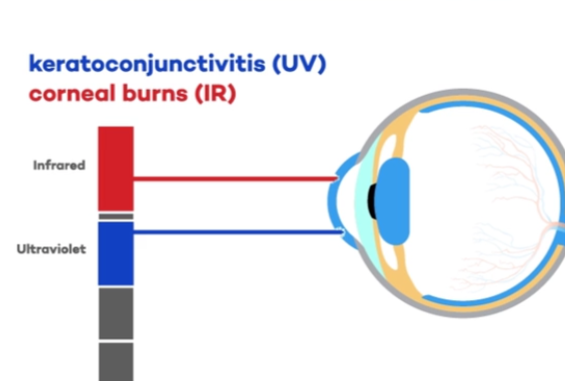 keratoconjunctivitis (UV)
corneal burns (IR)
Infrared
Ultraviolet